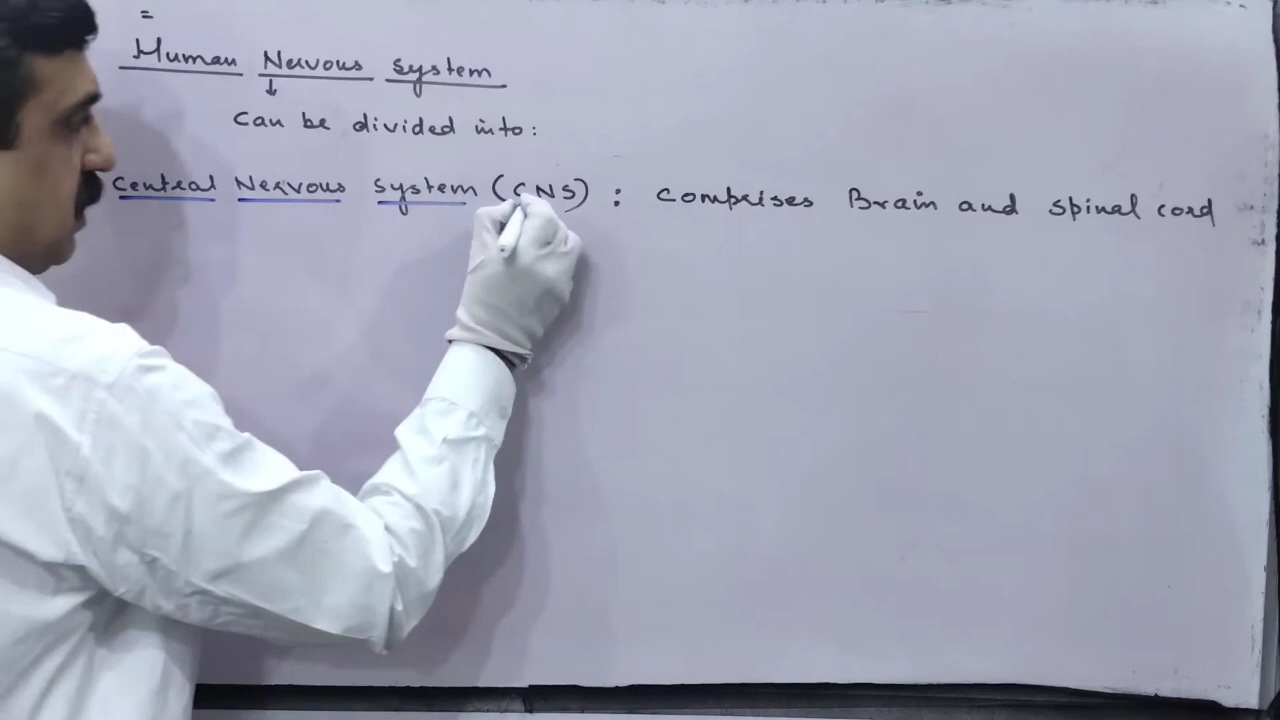 Human Nervous system
↓
Can be divided into:
Central Nervous system (CNS) : Comprises Brain and spinal cord